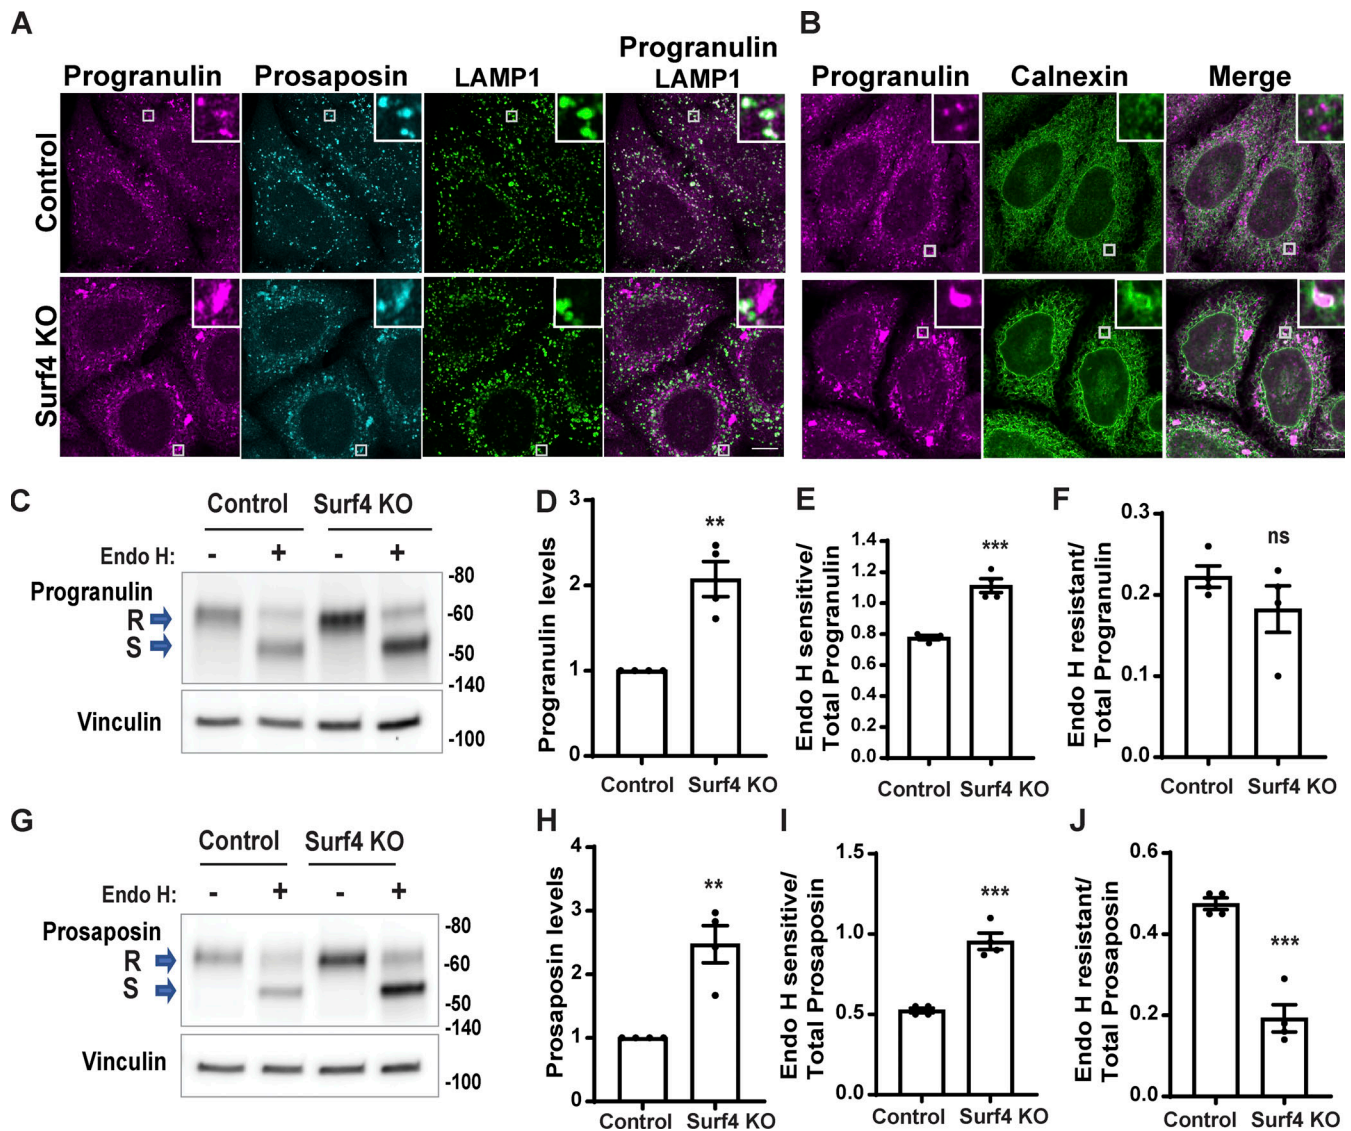 A
B
Progranulin
Prosaposin
LAMP1
Progranulin
LAMP1
Progranulin
Calnexin
Merge
Control
Surf4 KO
C
Control
Surf4 KO
Endo H:
-
+
-
+
Progranulin
R
S
-80
-60
-50
-140
Vinculin
-100
D
Progranulin levels
3
2
1
0
**
Control
Surf4 KO
E
Endo H sensitive/
Total Progranulin
1.4
1.2
1.0
0.8
0.6
0.4
0.2
0.0
***
Control
Surf4 KO
F
Endo H resistant/
Total Progranulin
0.3
0.2
0.1
0.0
ns
Control
Surf4 KO
G
Control
Surf4 KO
Endo H:
-
+
-
+
Prosaposin
R
S
-80
-60
-50
-140
Vinculin
-100
H
Prosaposin levels
4
3
2
1
0
**
Control
Surf4 KO
I
Endo H sensitive/
Total Prosaposin
1.5
1.0
0.5
0.0
***
Control
Surf4 KO
J
Endo H resistant/
Total Prosaposin
0.6
0.4
0.2
0.0
***
Control
Surf4 KO